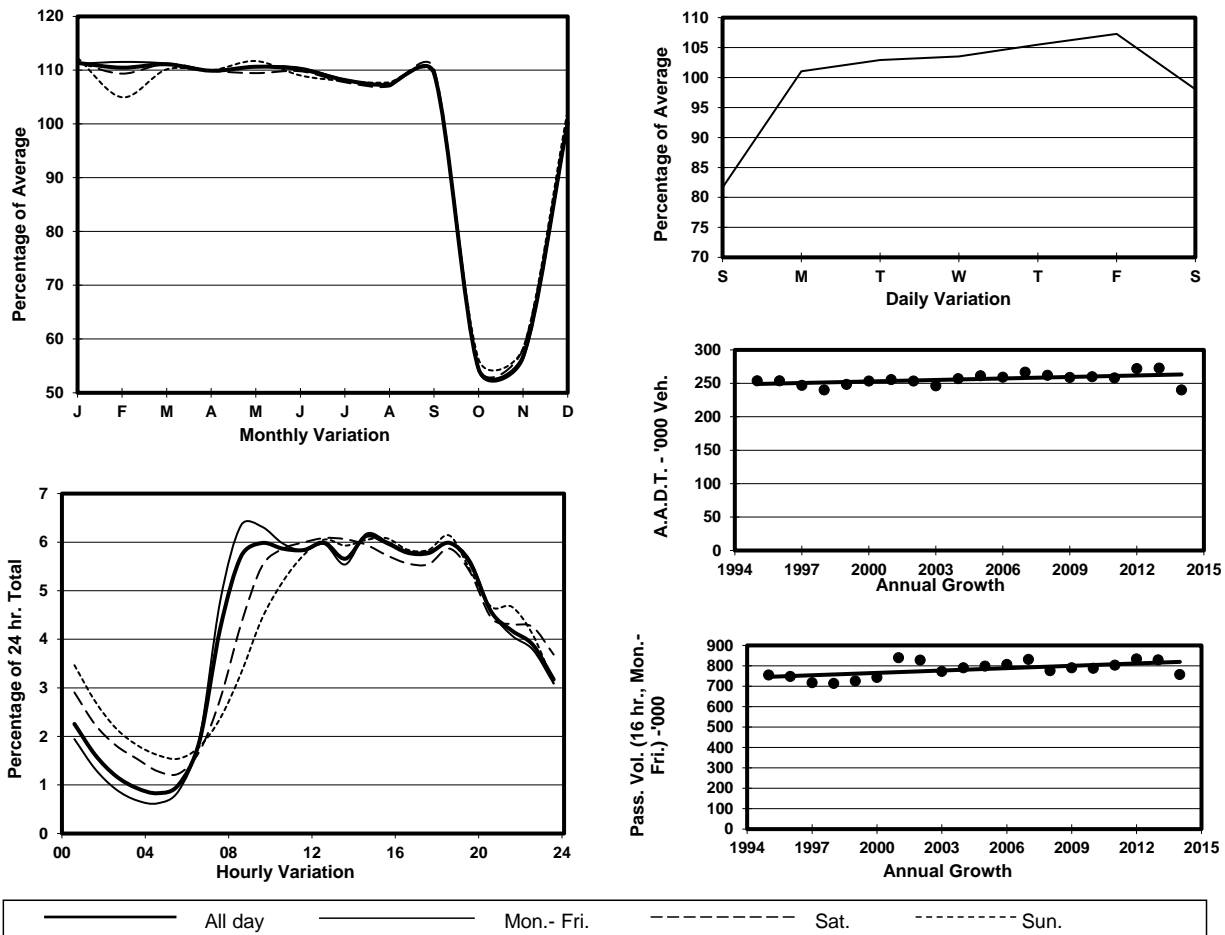 120
110
100
90
80
70
60
50
Percentage of Average
J F M A M J J A S O N D
Monthly Variation
110
105
100
95
90
85
80
75
70
Percentage of Average
S M T W T F S
Daily Variation
300
250
200
150
100
50
0
A.A.D.T. - '000 Veh.
1994 1997 2000 2003 2006 2009 2012 2015
Annual Growth
7
6
5
4
3
2
1
0
Percentage of 24 hr. Total
00 04 08 12 16 20 24
Hourly Variation
900
800
700
600
500
400
300
200
100
0
Pass. Vol. (16 hr., Mon.-
Fri.) -'000
1994 1997 2000 2003 2006 2009 2012 2015
Annual Growth
All day Mon.- Fri. Sat. Sun.